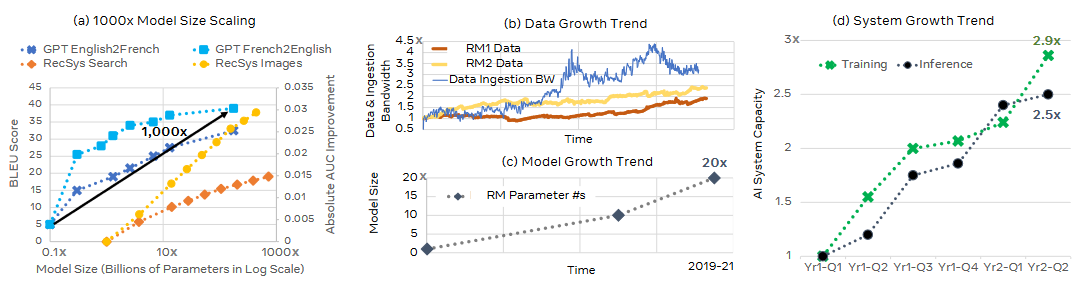 (a) 1000x Model Size Scaling
GPT English2French
GPT French2English
RecSys Search
RecSys Images
BLEU Score
45
40
35
30
25
20
15
10
5
0
1,000x
0.035
0.03
0.025
0.02
0.015
0.01
0.005
0
Absolute AUC Improvement
0.1x
10x
1000x
Model Size (Billions of Parameters in Log Scale)
(b) Data Growth Trend
Data & Ingestion
Bandwidth
4.5 x
3.5
2.5
1.5
0.5
RM1 Data
RM2 Data
Data Ingestion BW
Time
(c) Model Growth Trend
20x
Model Size
20 x
15
10
5
0
RM Parameter #s
Time
2019-21
(d) System Growth Trend
AI System Capacity
3x
2.5
2
1.5
1
Training
Inference
2.9x
2.5x
Yr1-Q1
Yr1-Q2
Yr1-Q3
Yr1-Q4
Yr2-Q1
Yr2-Q2